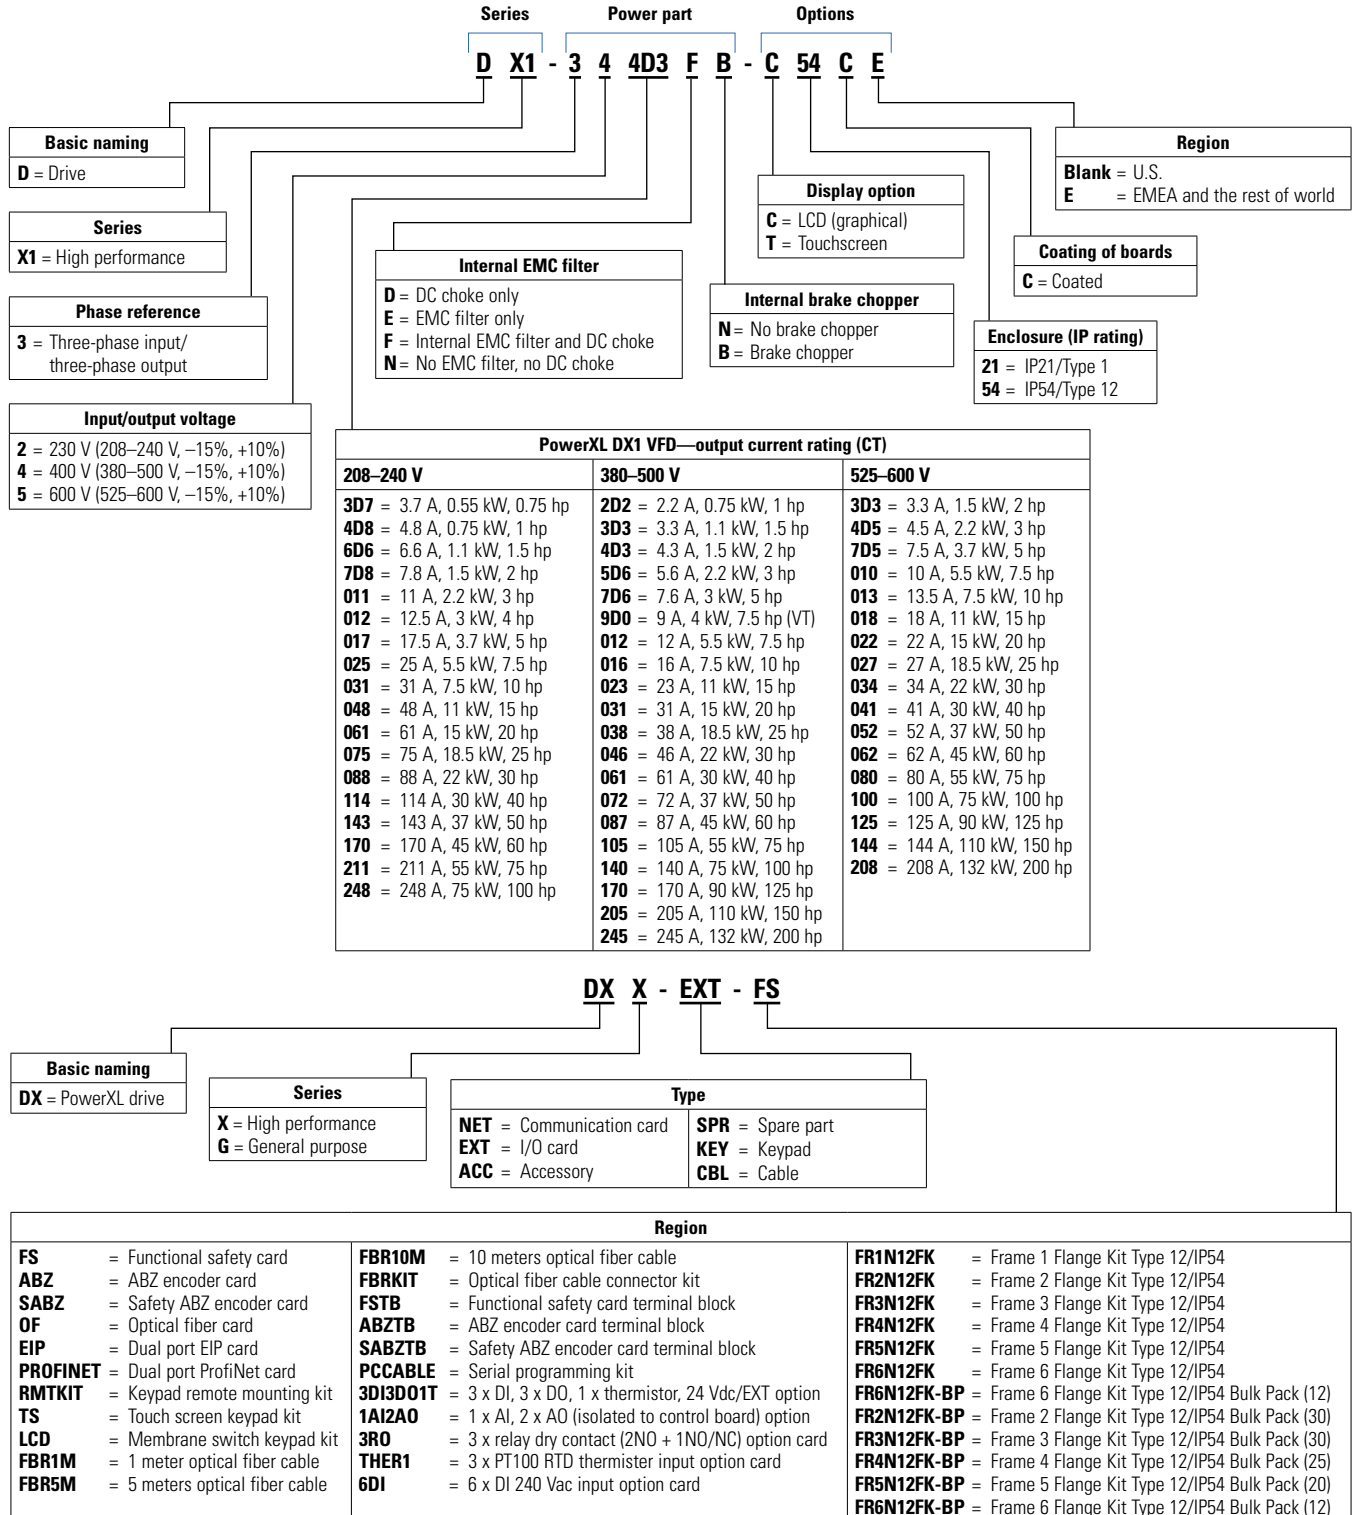 Series Power part Options
D X1 - 3 4 4D3 F B - C 54 C E
Basic naming
D = Drive
Series
X1 = High performance
Phase reference
3 = Three-phase input/
three-phase output
Input/output voltage
2 = 230 V (208–240 V, –15%, +10%)
4 = 400 V (380–500 V, –15%, +10%)
5 = 600 V (525–600 V, –15%, +10%)
Internal EMC filter
D = DC choke only
E = EMC filter only
F = Internal EMC filter and DC choke
N = No EMC filter, no DC choke
Internal brake chopper
N = No brake chopper
B = Brake chopper
Display option
C = LCD (graphical)
T = Touchscreen
Enclosure (IP rating)
21 = IP21/Type 1
54 = IP54/Type 12
Coating of boards
C = Coated
Region
Blank = U.S.
E = EMEA and the rest of world
PowerXL DX1 VFD—output current rating (CT)
208–240 V
3D7 = 3.7 A, 0.55 kW, 0.75 hp
4D8 = 4.8 A, 0.75 kW, 1 hp
6D6 = 6.6 A, 1.1 kW, 1.5 hp
7D8 = 7.8 A, 1.5 kW, 2 hp
011 = 11 A, 2.2 kW, 3 hp
012 = 12.5 A, 3 kW, 4 hp
017 = 17.5 A, 3.7 kW, 5 hp
025 = 25 A, 5.5 kW, 7.5 hp
031 = 31 A, 7.5 kW, 10 hp
048 = 48 A, 11 kW, 15 hp
061 = 61 A, 15 kW, 20 hp
075 = 75 A, 18.5 kW, 25 hp
088 = 88 A, 22 kW, 30 hp
114 = 114 A, 30 kW, 40 hp
143 = 143 A, 37 kW, 50 hp
170 = 170 A, 45 kW, 60 hp
211 = 211 A, 55 kW, 75 hp
248 = 248 A, 75 kW, 100 hp
380–500 V
2D2 = 2.2 A, 0.75 kW, 1 hp
3D3 = 3.3 A, 1.1 kW, 1.5 hp
4D3 = 4.3 A, 1.5 kW, 2 hp
5D6 = 5.6 A, 2.2 kW, 3 hp
7D6 = 7.6 A, 3 kW, 5 hp
9D0 = 9 A, 4 kW, 7.5 hp (VT)
012 = 12 A, 5.5 kW, 7.5 hp
016 = 16 A, 7.5 kW, 10 hp
023 = 23 A, 11 kW, 15 hp
031 = 31 A, 15 kW, 20 hp
038 = 38 A, 18.5 kW, 25 hp
046 = 46 A, 22 kW, 30 hp
061 = 61 A, 30 kW, 40 hp
072 = 72 A, 37 kW, 50 hp
087 = 87 A, 45 kW, 60 hp
105 = 105 A, 55 kW, 75 hp
140 = 140 A, 75 kW, 100 hp
170 = 170 A, 90 kW, 125 hp
205 = 205 A, 110 kW, 150 hp
245 = 245 A, 132 kW, 200 hp
525–600 V
3D3 = 3.3 A, 1.5 kW, 2 hp
4D5 = 4.5 A, 2.2 kW, 3 hp
7D5 = 7.5 A, 3.7 kW, 5 hp
010 = 10 A, 5.5 kW, 7.5 hp
013 = 13.5 A, 7.5 kW, 10 hp
018 = 18 A, 11 kW, 15 hp
022 = 22 A, 15 kW, 20 hp
027 = 27 A, 18.5 kW, 25 hp
034 = 34 A, 22 kW, 30 hp
041 = 41 A, 30 kW, 40 hp
052 = 52 A, 37 kW, 50 hp
062 = 62 A, 45 kW, 60 hp
080 = 80 A, 55 kW, 75 hp
100 = 100 A, 75 kW, 100 hp
125 = 125 A, 90 kW, 125 hp
144 = 144 A, 110 kW, 150 hp
208 = 208 A, 132 kW, 200 hp
DX X - EXT - FS
Basic naming
DX = PowerXL drive
Series
X = High performance
G = General purpose
Type
NET = Communication card
EXT = I/O card
ACC = Accessory
SPR = Spare part
KEY = Keypad
CBL = Cable
Region
FS = Functional safety card
ABZ = ABZ encoder card
SABZ = Safety ABZ encoder card
OF = Optical fiber card
EIP = Dual port EIP card
PROFINET = Dual port ProfiNet card
RMTKIT = Keypad remote mounting kit
TS = Touch screen keypad kit
LCD = Membrane switch keypad kit
FBR1M = 1 meter optical fiber cable
FBR5M = 5 meters optical fiber cable
FBR10M = 10 meters optical fiber cable
FBRKIT = Optical fiber cable connector kit
FSTB = Functional safety card terminal block
ABZTB = ABZ encoder card terminal block
SABZTB = Safety ABZ encoder card terminal block
PCCABLE = Serial programming kit
3DI3DO1T = 3 x DI, 3 x DO, 1 x thermistor, 24 Vdc/EXT option
1AI2AO = 1 x AI, 2 x AO (isolated to control board) option
3RO = 3 x relay dry contact (2NO + 1NO/NC) option card
THER1 = 3 x PT100 RTD thermister input option card
6DI = 6 x DI 240 Vac input option card
FR1N12FK = Frame 1 Flange Kit Type 12/IP54
FR2N12FK = Frame 2 Flange Kit Type 12/IP54
FR3N12FK = Frame 3 Flange Kit Type 12/IP54
FR4N12FK = Frame 4 Flange Kit Type 12/IP54
FR5N12FK = Frame 5 Flange Kit Type 12/IP54
FR6N12FK = Frame 6 Flange Kit Type 12/IP54
FR6N12FK-BP = Frame 6 Flange Kit Type 12/IP54 Bulk Pack (12)
FR2N12FK-BP = Frame 2 Flange Kit Type 12/IP54 Bulk Pack (30)
FR3N12FK-BP = Frame 3 Flange Kit Type 12/IP54 Bulk Pack (30)
FR4N12FK-BP = Frame 4 Flange Kit Type 12/IP54 Bulk Pack (25)
FR5N12FK-BP = Frame 5 Flange Kit Type 12/IP54 Bulk Pack (20)
FR6N12FK-BP = Frame 6 Flange Kit Type 12/IP54 Bulk Pack (12)